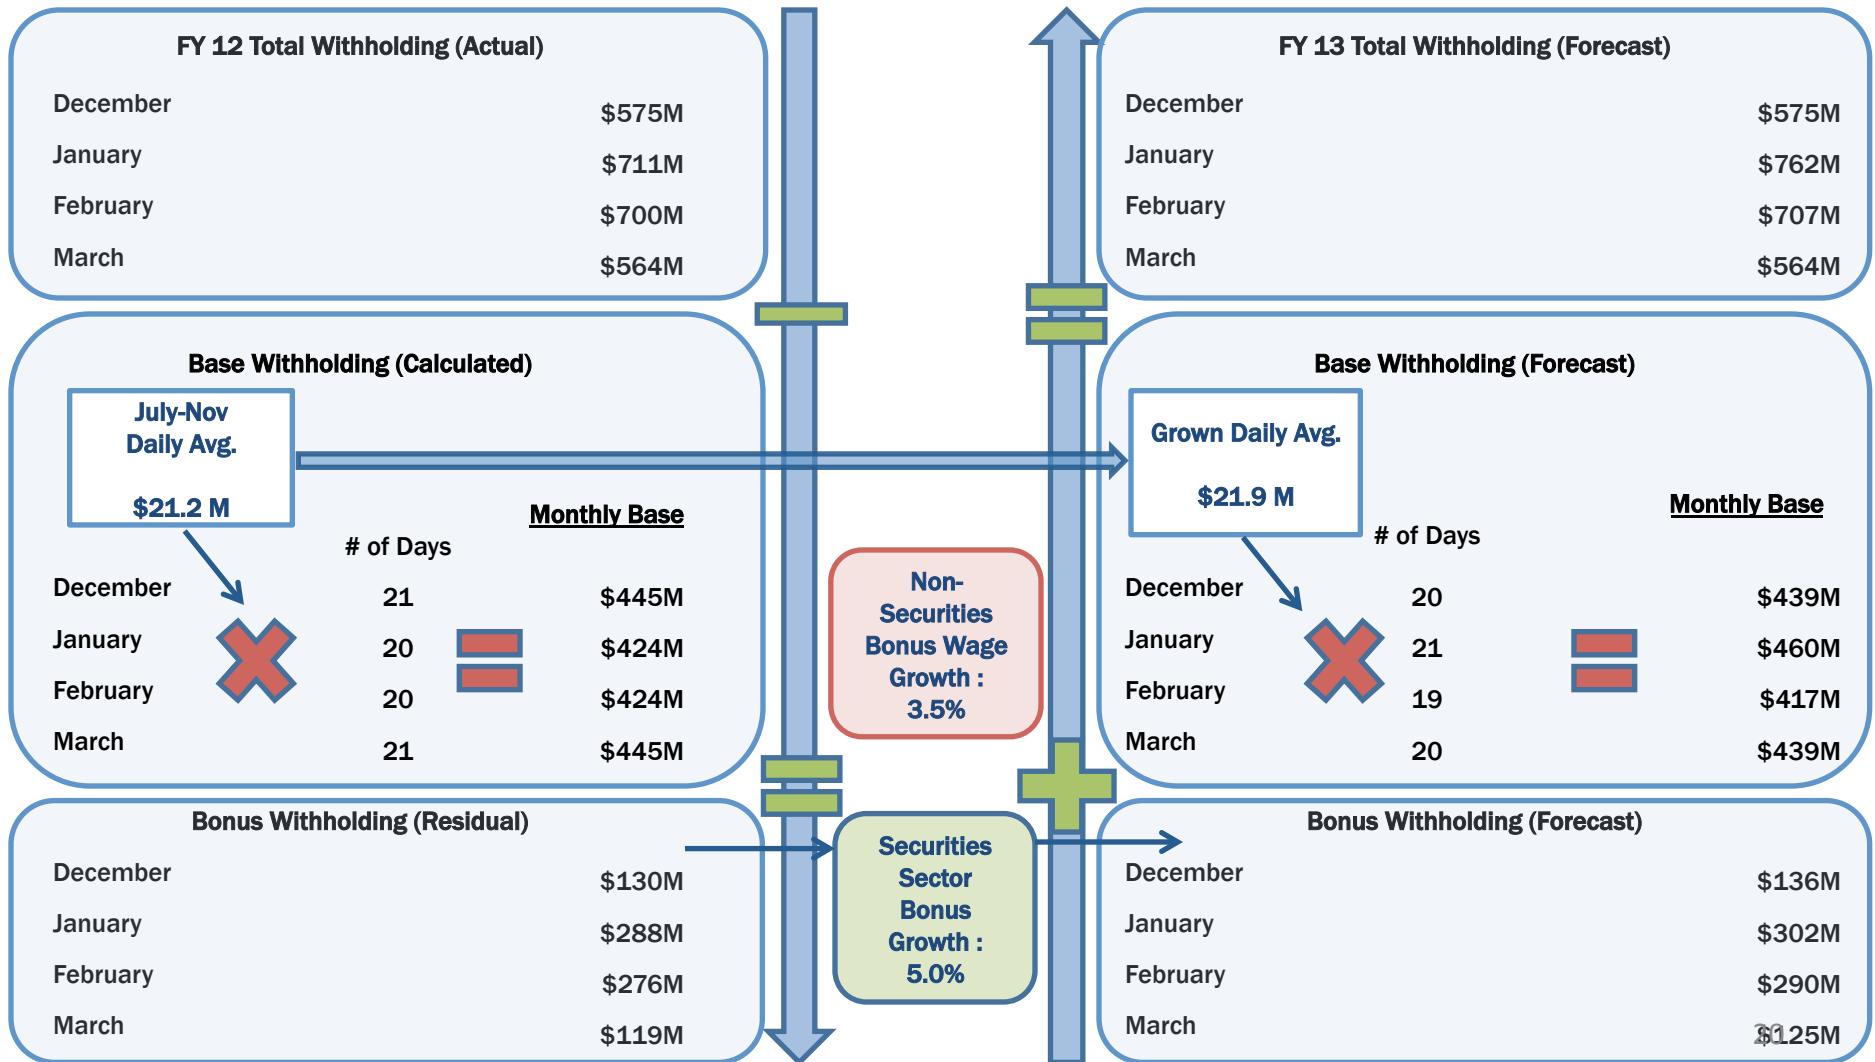 FY 12 Total Withholding (Actual)
December $575M
January $711M
February $700M
March $564M
FY 13 Total Withholding (Forecast)
December $575M
January $762M
February $707M
March $564M
Base Withholding (Calculated)
July-Nov
Daily Avg.
$21.2 M
# of Days
Monthly Base
December 21 $445M
January 20 $424M
February 20 $424M
March 21 $445M
Non-
Securities
Bonus Wage
Growth :
3.5%
Base Withholding (Forecast)
Grown Daily Avg.
$21.9 M
# of Days
Monthly Base
December 20 $439M
January 21 $460M
February 19 $417M
March 20 $439M
Bonus Withholding (Residual)
December $130M
January $288M
February $276M
March $119M
Securities
Sector
Bonus
Growth :
5.0%
Bonus Withholding (Forecast)
December $136M
January $302M
February $290M
March $125M
20